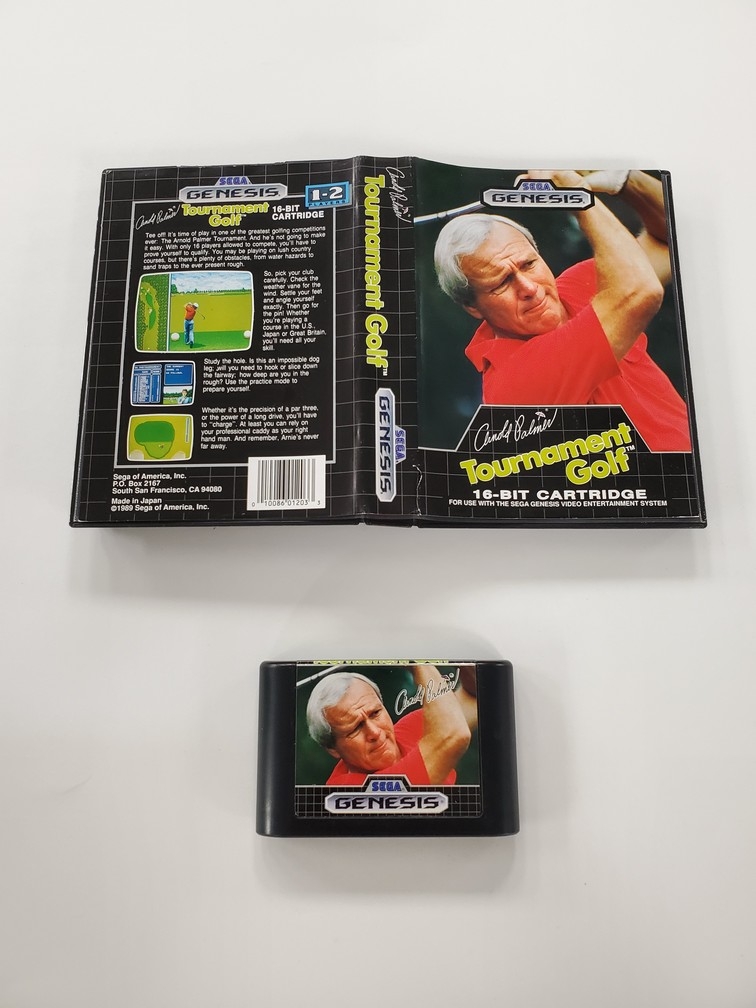 SEGA
GENESIS
1-2
PLAYERS
Arnold Palmer
Tournament
Golf
16-BIT
CARTRIDGE
Tee off! It's time of play in one of the greatest golfing competitions
ever: The Arnold Palmer Tournament. And he's not going to make
it easy. With only 16 players allowed to compete, you'll have to
prove yourself to qualify. You may be playing on lush country
courses, but there's plenty of obstacles, from water hazards to
sand traps to the ever present rough.
So, pick your club
carefully. Check the
weather vane for the
wind. Settle your feet
and angle yourself
exactly. Then go for
the pin! Whether
you're playing a
course in the U.S.,
Japan or Great Britain,
you'll need all your
skill.
Study the hole. Is this an impossible dog
leg; will you need to hook or slice down
the fairway; how deep are you in the
rough? Use the practice mode to
prepare yourself.
Whether it's the precision of a par three,
or the power of a long drive, you'll have
to "charge". At least you can rely on
your professional caddy as your right
hand man. And remember, Arnie's never
far away.
Sega of America, Inc.
P.O. Box 2167
South San Francisco, CA 94080
Made in Japan
©1989 Sega of America, Inc.
0 10086 01203 3
Arnold Palmer
Tournament Golf™
SEGA
GENESIS
SEGA
GENESIS
Arnold Palmer
Tournament
Golf™
16-BIT CARTRIDGE
FOR USE WITH THE SEGA GENESIS VIDEO ENTERTAINMENT SYSTEM
Tournament Golf
Arnold Palmer
SEGA
GENESIS